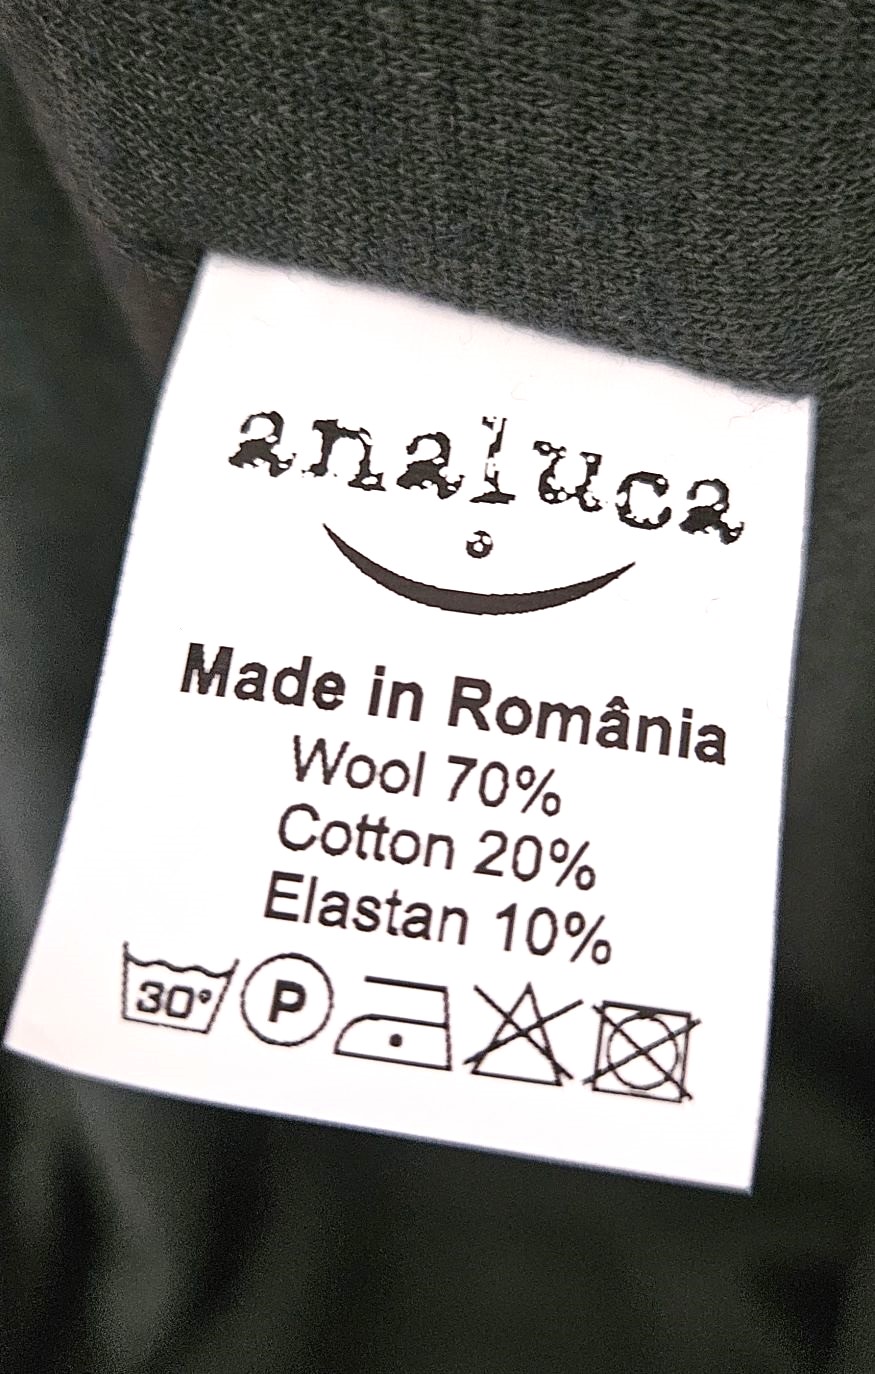 analuca
Made in România
Wool 70%
Cotton 20%
Elastan 10%
30° P